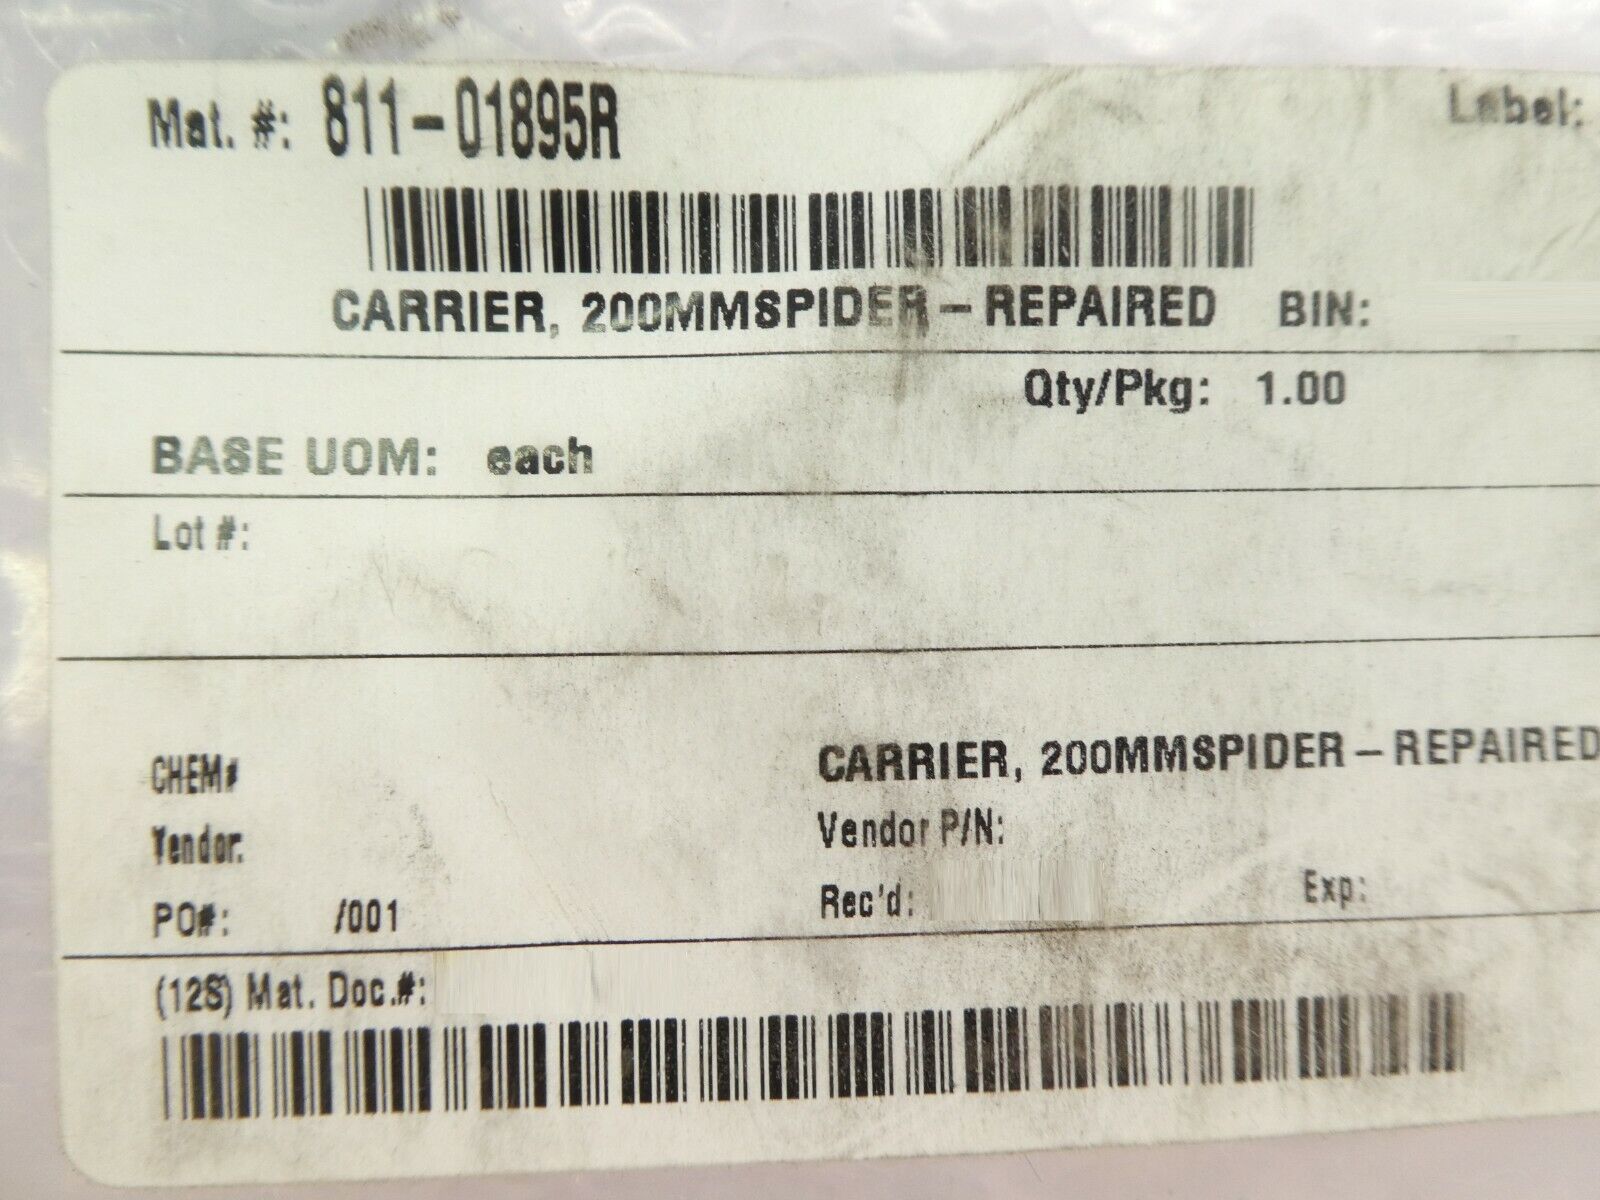 Mat. #: 811-01895R Label:
CARRIER, 200MMSPIDER - REPAIRED BIN:
Qty/Pkg: 1.00
BASE UOM: each
Lot #:
CARRIER, 200MMSPIDER - REPAIRED
CHEM#
Vendor: Vendor P/N:
PO#: /001 Rec'd: Exp:
(12S) Mat. Doc.#: